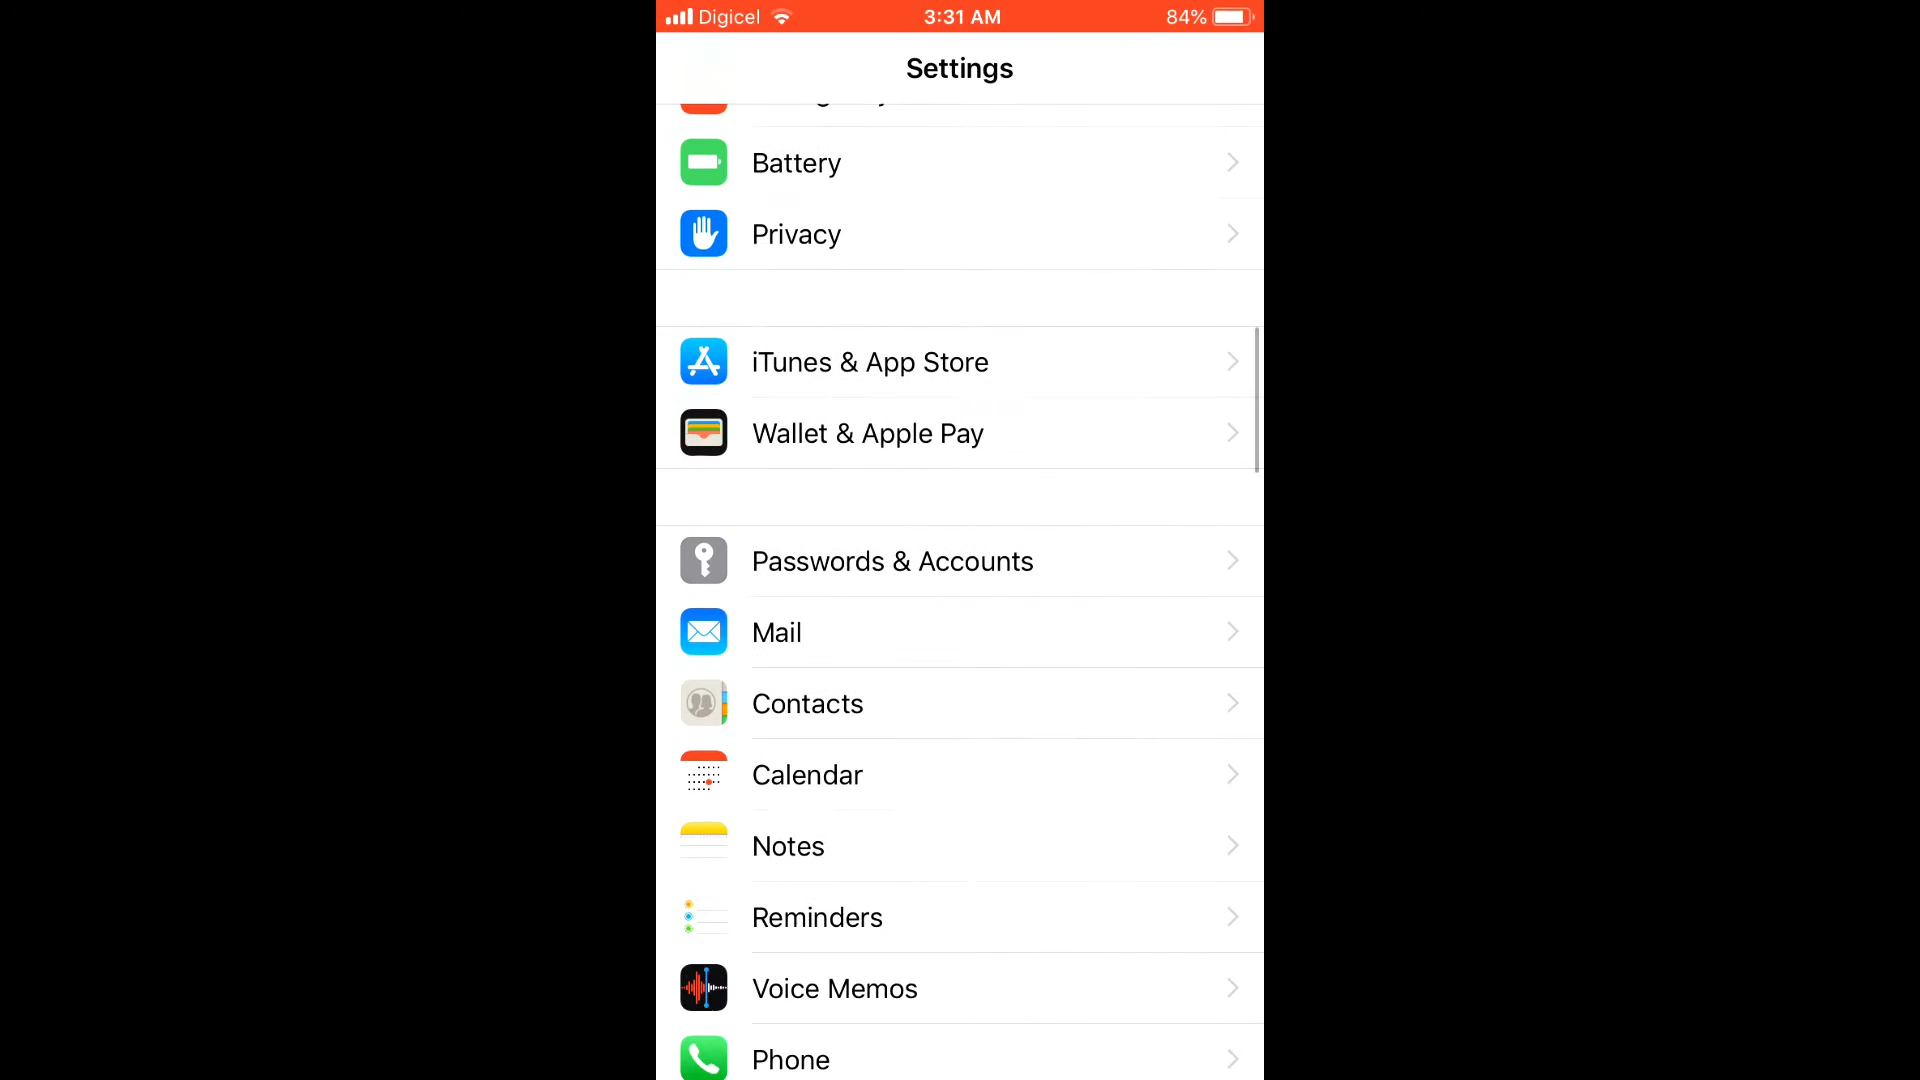 Digicel 3:31 AM 84%
Settings
Battery
Privacy
iTunes & App Store
Wallet & Apple Pay
Passwords & Accounts
Mail
Contacts
Calendar
Notes
Reminders
Voice Memos
Phone